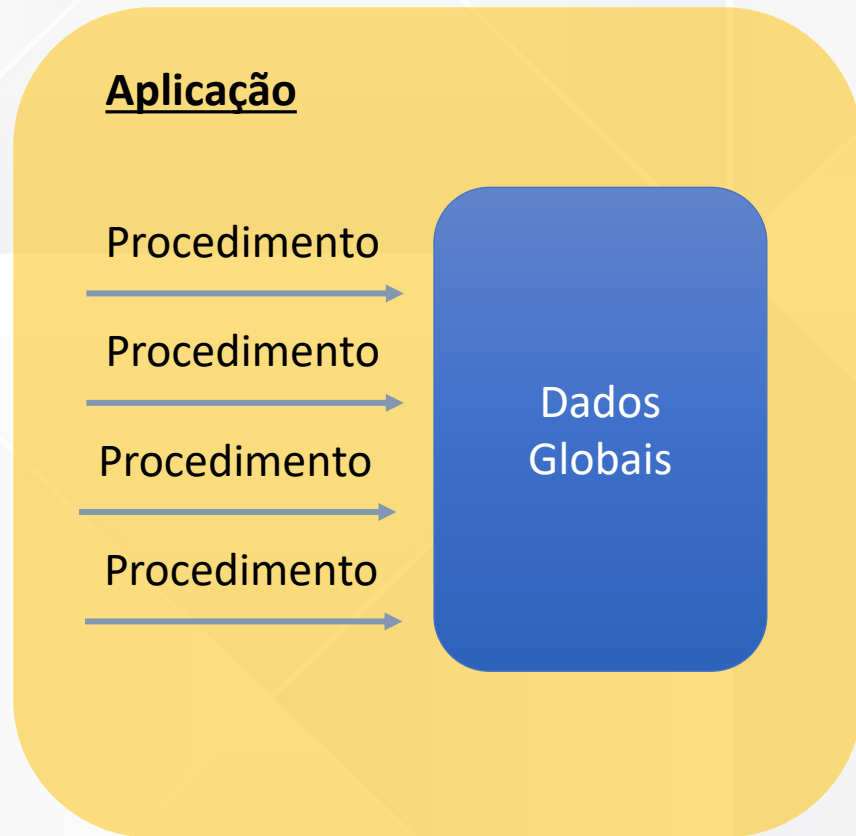 Aplicação
Procedimento
Procedimento
Procedimento
Procedimento
Dados
Globais